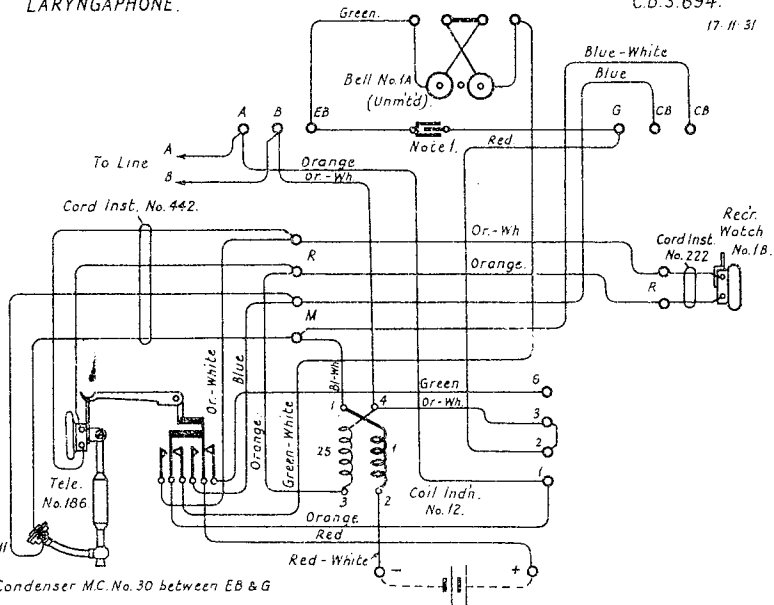 LARYNGAPHONE.
C.B.S.694.
17·11·31
Green.
Blue-White
Blue
Bell No.1A
(Unm't'd).
A
B
EB
G
CB
CB
Note 1.
Red
To Line
A
B
Orange
Or.-Wh.
Cord Inst. No.442.
R
M
Or.-Wh
Orange.
Cord Inst.
No.222
R
Rec'r.
Watch
No.1B.
Or.-White
Blue
Orange.
Green-White
Bl-Wh
Green
Or-Wh.
6
3
2
1
1
4
25
1
3
2
Coil Ind'n.
No.12.
Tele.
No.186
Orange
Red
Red-White
-
+
Condenser M.C. No.30 between EB & G